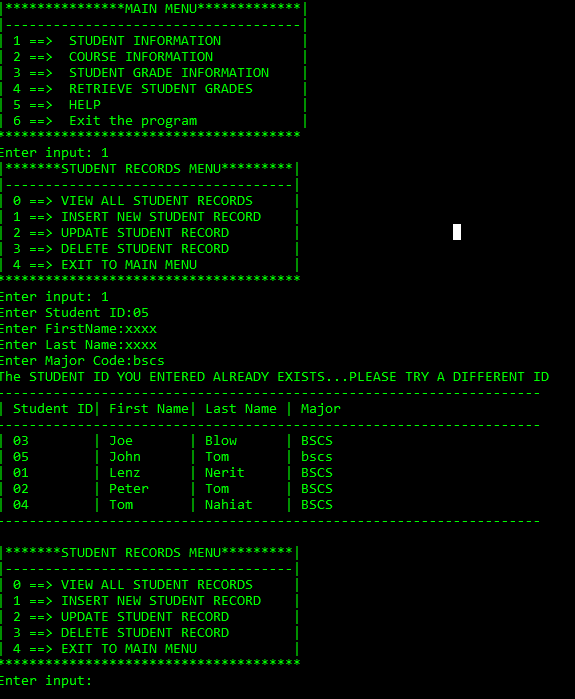 |***************MAIN MENU*************|
|-------------------------------------|
| 1 ==>  STUDENT INFORMATION          |
| 2 ==>  COURSE INFORMATION           |
| 3 ==>  STUDENT GRADE INFORMATION    |
| 4 ==>  RETRIEVE STUDENT GRADES      |
| 5 ==>  HELP                         |
| 6 ==>  Exit the program             |
**************************************
Enter input: 1
|*******STUDENT RECORDS MENU*********|
|------------------------------------|
| 0 ==> VIEW ALL STUDENT RECORDS     |
| 1 ==> INSERT NEW STUDENT RECORD    |
| 2 ==> UPDATE STUDENT RECORD        |
| 3 ==> DELETE STUDENT RECORD        |
| 4 ==> EXIT TO MAIN MENU            |
**************************************
Enter input: 1
Enter Student ID:05
Enter FirstName:xxxx
Enter Last Name:xxxx
Enter Major Code:bscs
The STUDENT ID YOU ENTERED ALREADY EXISTS...PLEASE TRY A DIFFERENT ID
--------------------------------------------------------------------
| Student ID| First Name| Last Name | Major
--------------------------------------------------------------------
| 03        | Joe       | Blow      | BSCS
| 05        | John      | Tom       | bscs
| 01        | Lenz      | Nerit     | BSCS
| 02        | Peter     | Tom       | BSCS
| 04        | Tom       | Nahiat    | BSCS
--------------------------------------------------------------------
|*******STUDENT RECORDS MENU*********|
|------------------------------------|
| 0 ==> VIEW ALL STUDENT RECORDS     |
| 1 ==> INSERT NEW STUDENT RECORD    |
| 2 ==> UPDATE STUDENT RECORD        |
| 3 ==> DELETE STUDENT RECORD        |
| 4 ==> EXIT TO MAIN MENU            |
**************************************
Enter input: